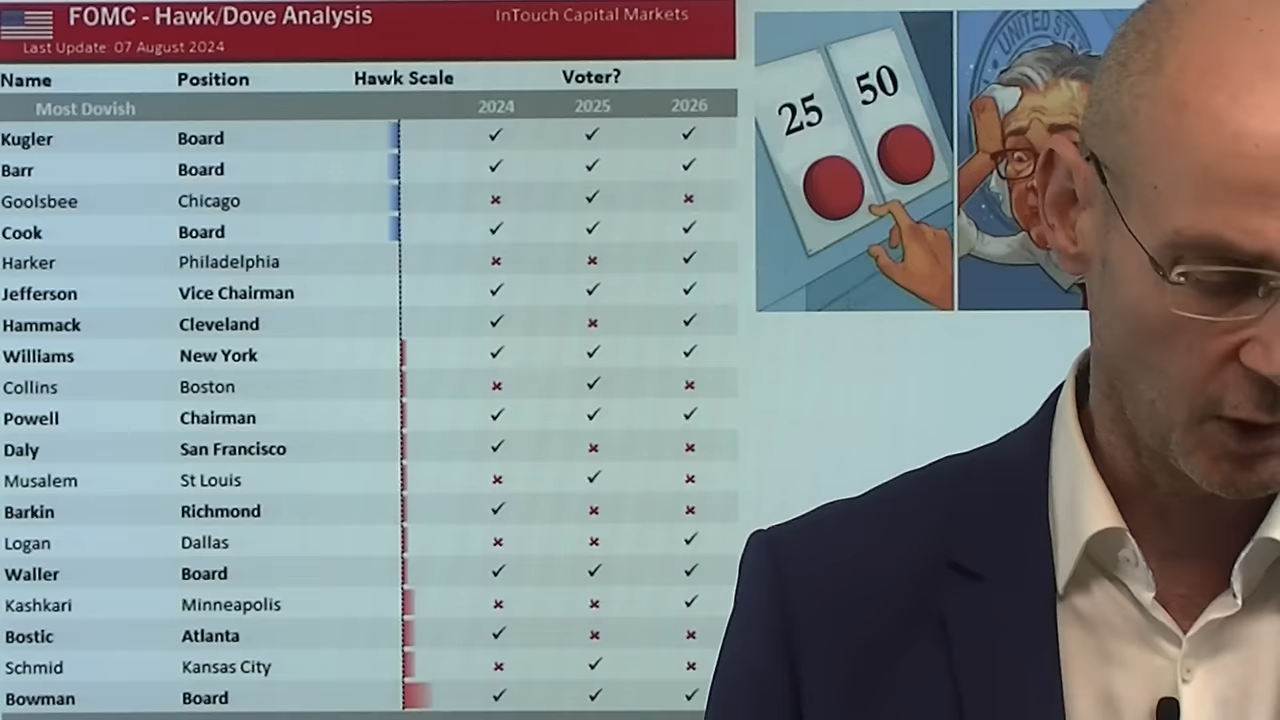 FOMC - Hawk/Dove Analysis InTouch Capital Markets
Last Update: 07 August 2024
Name Position Hawk Scale Voter?
Most Dovish 2024 2025 2026
Kugler Board ✓ ✓ ✓
Barr Board ✓ ✓ ✓
Goolsbee Chicago × ✓ ×
Cook Board ✓ ✓ ✓
Harker Philadelphia × × ✓
Jefferson Vice Chairman ✓ ✓ ✓
Hammack Cleveland ✓ × ✓
Williams New York ✓ ✓ ✓
Collins Boston × ✓ ×
Powell Chairman ✓ ✓ ✓
Daly San Francisco ✓ × ×
Musalem St Louis × ✓ ×
Barkin Richmond ✓ × ×
Logan Dallas × × ✓
Waller Board ✓ ✓ ✓
Kashkari Minneapolis × × ✓
Bostic Atlanta ✓ × ×
Schmid Kansas City × ✓ ×
Bowman Board ✓ ✓ ✓
25 50
UNITED